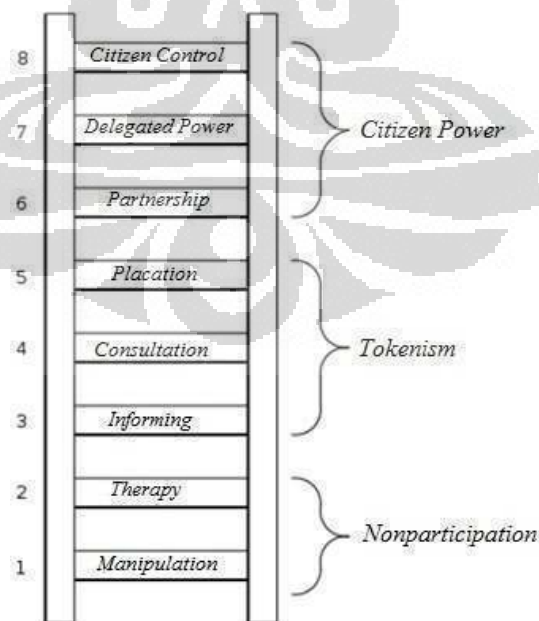 8 Citizen Control
7 Delegated Power
Citizen Power
6 Partnership
5 Placation
4 Consultation
Tokenism
3 Informing
2 Therapy
Nonparticipation
1 Manipulation